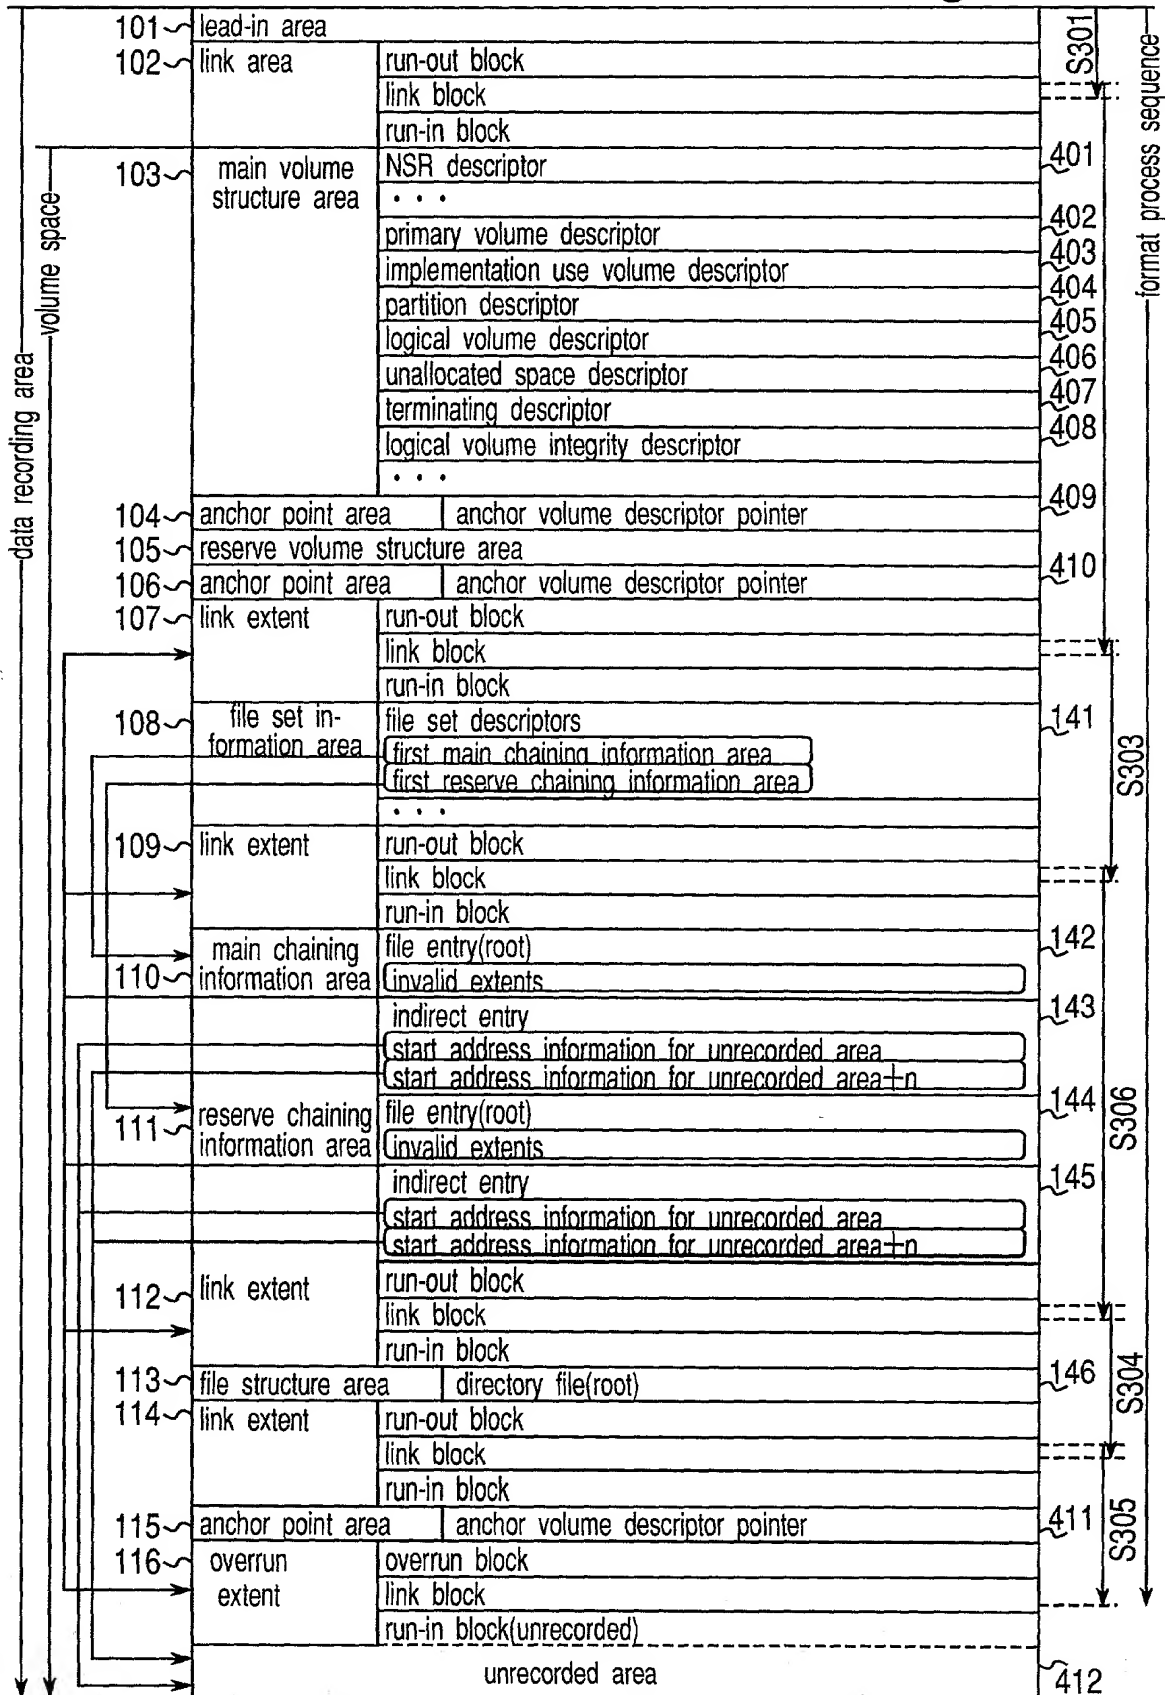 101 lead-in area
102 link area run-out block
link block
run-in block
S301
401
103 main volume structure area NSR descriptor
. . .
402
primary volume descriptor
403
implementation use volume descriptor
404
partition descriptor
405
logical volume descriptor
406
unallocated space descriptor
407
terminating descriptor
408
logical volume integrity descriptor
. . .
409
104 anchor point area anchor volume descriptor pointer
105 reserve volume structure area
410
106 anchor point area anchor volume descriptor pointer
107 link extent run-out block
link block
run-in block
108 file set in-formation area file set descriptors 141
first main chaining information area
first reserve chaining information area
. . .
S303
109 link extent run-out block
link block
run-in block
142
main chaining file entry(root)
110 information area invalid extents
143
indirect entry
start address information for unrecorded area
start address information for unrecorded area+n
144
111 reserve chaining information area file entry(root)
invalid extents
S306
145
indirect entry
start address information for unrecorded area
start address information for unrecorded area+n
112 link extent run-out block
link block
run-in block
146
113 file structure area directory file(root)
S304
114 link extent run-out block
link block
run-in block
411
115 anchor point area anchor volume descriptor pointer
S305
116 overrun extent overrun block
link block
run-in block(unrecorded)
unrecorded area 412
data recording area
volume space
format process sequence